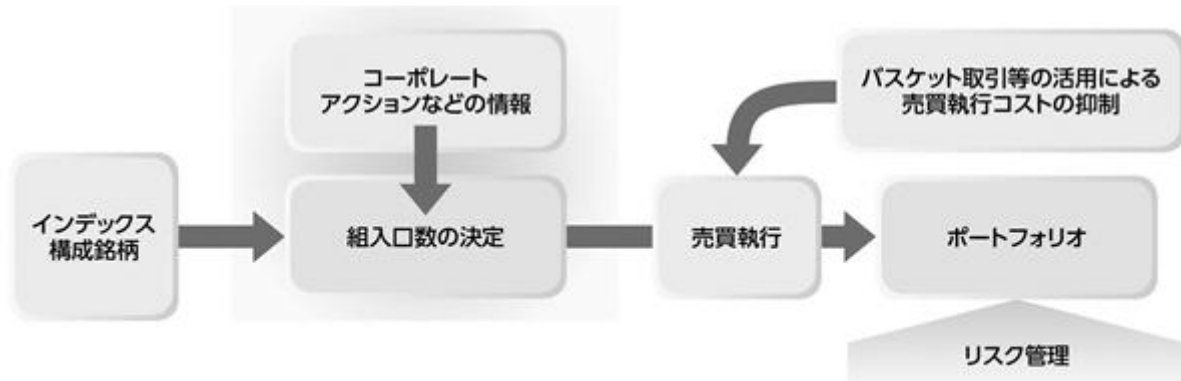 コーポレート
アクションなどの情報
バスケット取引等の活用による
売買執行コストの抑制
インデックス
構成銘柄
組入口数の決定
売買執行
ポートフォリオ
リスク管理